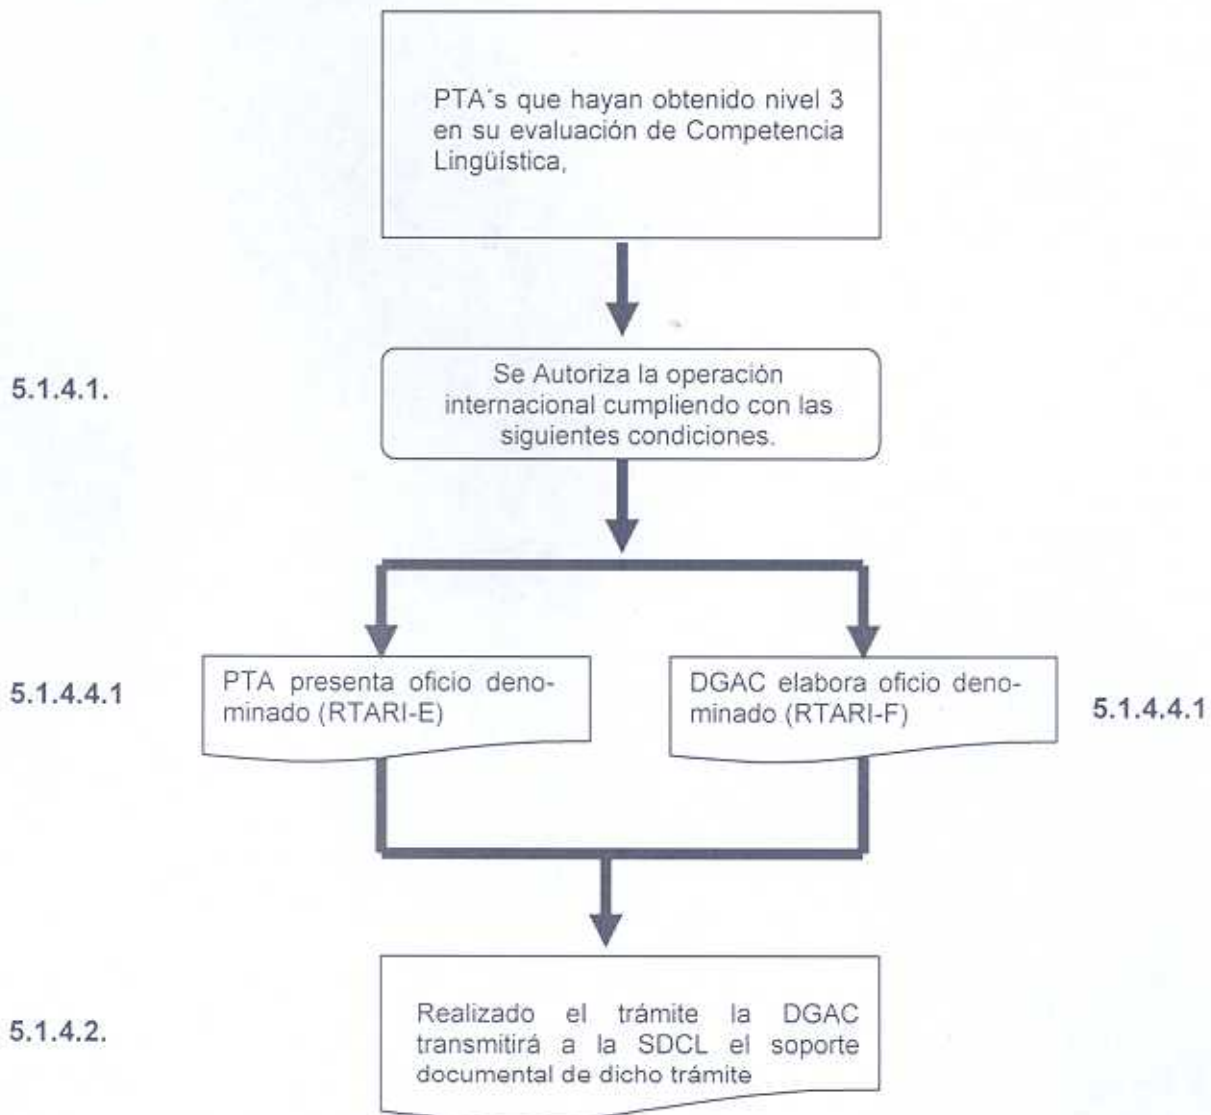 PTA´s que hayan obtenido nivel 3
en su evaluación de Competencia
Lingüística,
5.1.4.1.
Se Autoriza la operación
internacional cumpliendo con las
siguientes condiciones.
5.1.4.4.1
PTA presenta oficio deno-
minado (RTARI-E)
DGAC elabora oficio deno-
minado (RTARI-F)
5.1.4.4.1
5.1.4.2.
Realizado el trámite la DGAC
transmitirá a la SDCL el soporte
documental de dicho trámite